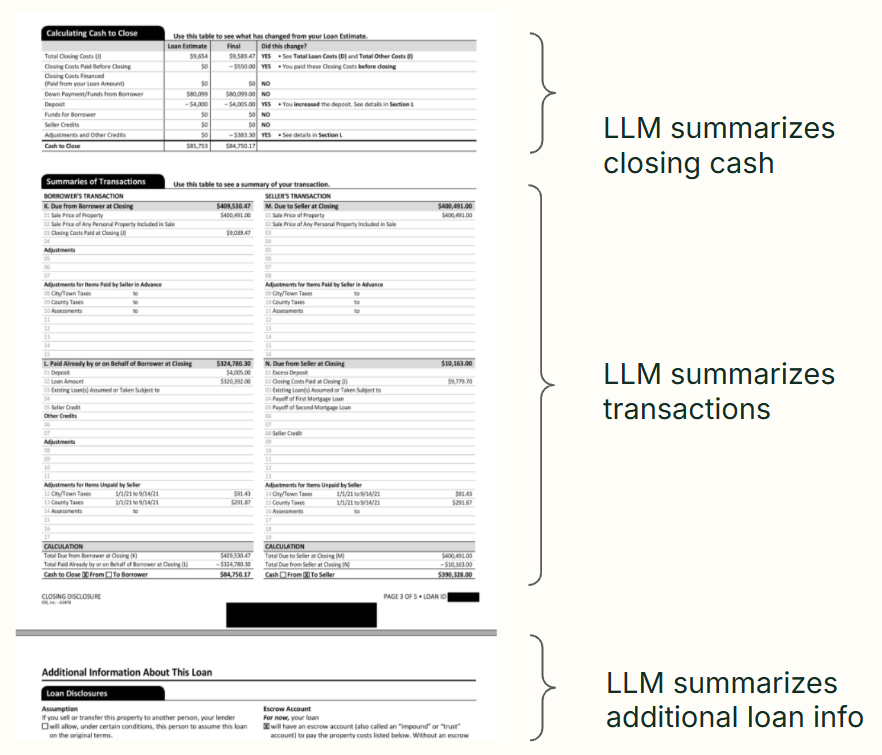 Calculating Cash to Close Use this table to see what has changed from your Loan Estimate.
Loan Estimate Final Did this change?
Total Closing Costs (J) $9,654 $9,589.47 YES • See Total Loan Costs (D) and Total Other Costs (I)
Closing Costs Paid Before Closing $0 –$550.00 YES • You paid these Closing Costs before closing
Closing Costs Financed
(Paid from your Loan Amount) $0 $0 NO
Down Payment/Funds from Borrower $80,099 $80,099.00 NO
Deposit –$4,000 –$4,005.00 YES • You increased the deposit. See details in Section L
Funds for Borrower $0 $0 NO
Seller Credits $0 $0 NO
Adjustments and Other Credits $0 –$383.30 YES • See details in Section L
Cash to Close $84,750.17
LLM summarizes
closing cash
Summaries of Transactions Use this table to see a summary of your transaction.
BORROWER'S TRANSACTION
K. Due from Borrower at Closing $409,530.47
01 Sale Price of Property $400,491.00
02 Sale Price of Any Personal Property Included in Sale
03 Closing Costs Paid at Closing (J) $9,039.47
04
Adjustments
05
06
07
Adjustments for Items Paid by Seller in Advance
08 City/Town Taxes to
09 County Taxes to
10 Assessments to
11
12
13
14
15
L. Paid Already by or on Behalf of Borrower at Closing $324,780.30
01 Deposit $4,005.00
02 Loan Amount $320,392.00
03 Existing Loan(s) Assumed or Taken Subject to
04
05 Seller Credit
Other Credits
06
07
Adjustments
08
09
10
11
Adjustments for Items Unpaid by Seller
12 City/Town Taxes 1/1/21 to 9/14/21 $91.43
13 County Taxes 1/1/21 to 9/14/21 $291.87
14 Assessments to
15
16
17
CALCULATION
Total Due from Borrower at Closing (K) $409,530.47
Total Paid Already by or on Behalf of Borrower at Closing (L) –$324,780.30
Cash to Close ☒ From ☐ To Borrower $84,750.17
SELLER'S TRANSACTION
M. Due to Seller at Closing $400,491.00
01 Sale Price of Property $400,491.00
02 Sale Price of Any Personal Property Included in Sale
03
04
05
06
07
08
Adjustments for Items Paid by Seller in Advance
09 City/Town Taxes to
10 County Taxes to
11 Assessments to
12
13
14
15
16
N. Due from Seller at Closing $10,163.00
01 Excess Deposit
02 Closing Costs Paid at Closing (J) $9,779.70
03 Existing Loan(s) Assumed or Taken Subject to
04 Payoff of First Mortgage Loan
05 Payoff of Second Mortgage Loan
06
07
08 Seller Credit
09
10
11
12
13
Adjustments for Items Unpaid by Seller
14 City/Town Taxes 1/1/21 to 9/14/21 $91.43
15 County Taxes 1/1/21 to 9/14/21 $291.87
16 Assessments to
17
18
19
CALCULATION
Total Due to Seller at Closing (M) $400,491.00
Total Due from Seller at Closing (N) –$10,163.00
Cash ☐ From ☒ To Seller $390,328.00
LLM summarizes
transactions
CLOSING DISCLOSURE PAGE 3 OF 5 • LOAN ID
Additional Information About This Loan
Loan Disclosures
Assumption
If you sell or transfer this property to another person, your lender
☐ will allow, under certain conditions, this person to assume this loan
on the original terms.
Escrow Account
For now, your loan
☒ will have an escrow account (also called an "impound" or "trust"
account) to pay the property costs listed below. Without an escrow
LLM summarizes
additional loan info